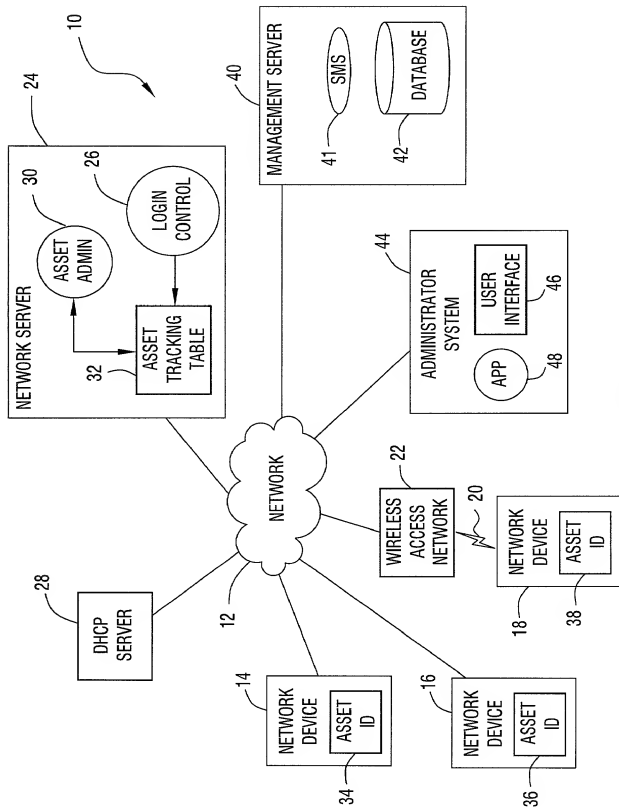 10
24
NETWORK SERVER
30
ASSET
ADMIN
26
LOGIN
CONTROL
32
ASSET
TRACKING
TABLE
40
MANAGEMENT SERVER
41
SMS
42
DATABASE
28
DHCP
SERVER
12
NETWORK
44
ADMINISTRATOR
SYSTEM
USER
INTERFACE
46
APP
48
14
NETWORK
DEVICE
ASSET
ID
34
16
NETWORK
DEVICE
ASSET
ID
36
22
WIRELESS
ACCESS
NETWORK
20
NETWORK
DEVICE
18
ASSET
ID
38